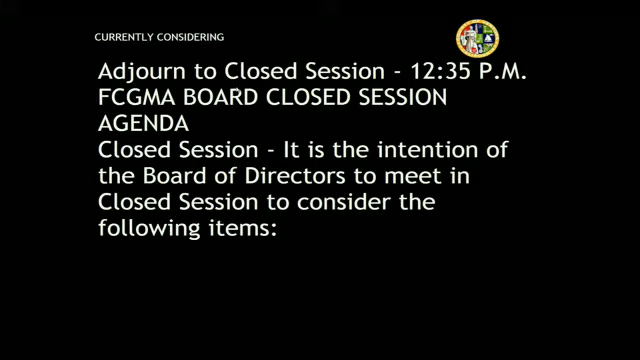 CURRENTLY CONSIDERING
Adjourn to Closed Session - 12:35 P.M.
FCGMA BOARD CLOSED SESSION
AGENDA
Closed Session - It is the intention of
the Board of Directors to meet in
Closed Session to consider the
following items: